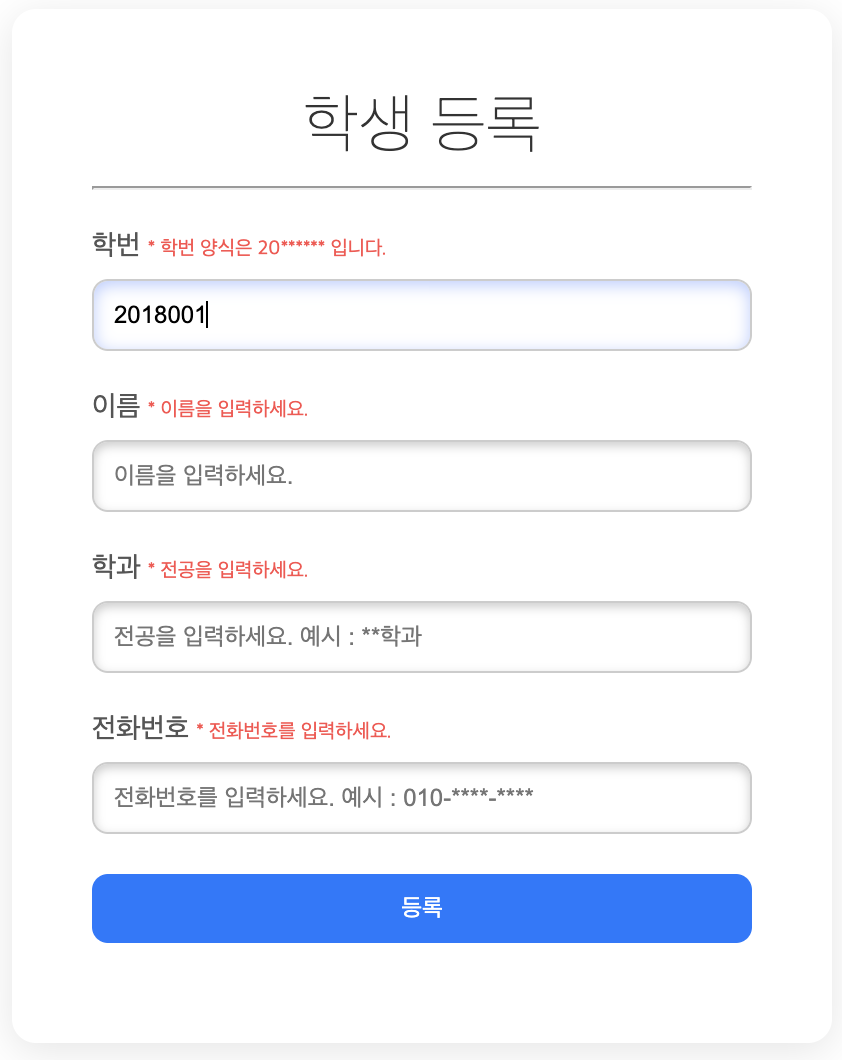 학생 등록
학번 * 학번 양식은 20****** 입니다.
2018001
이름 * 이름을 입력하세요.
이름을 입력하세요.
학과 * 전공을 입력하세요.
전공을 입력하세요. 예시 : **학과
전화번호 * 전화번호를 입력하세요.
전화번호를 입력하세요. 예시 : 010-****-****
등록